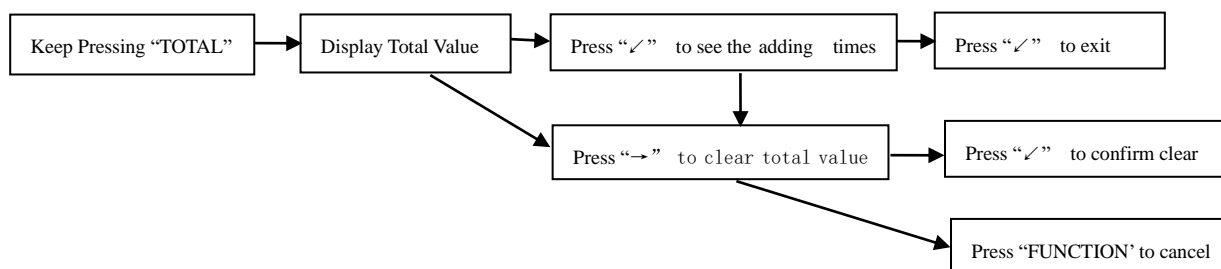 Keep Pressing “TOTAL”
Display Total Value
Press “↙” to see the adding times
Press “↙” to exit
Press “→” to clear total value
Press “↙” to confirm clear
Press “FUNCTION’ to cancel